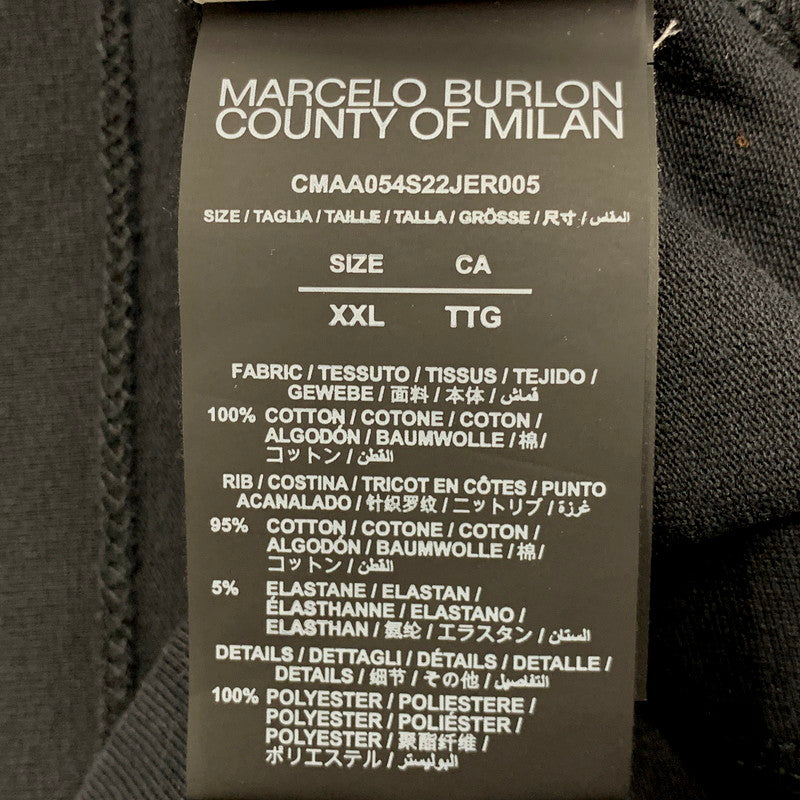 MARCELO BURLON
COUNTY OF MILAN
CMAA054S22JER005
SIZE / TAGLIA / TAILLE / TALLA / GRÖSSE / 尺寸 / المقاس
SIZE CA
XXL TTG
FABRIC / TESSUTO / TISSUS / TEJIDO /
GEWEBE / 面料 / 本体 / قماش
100% COTTON / COTONE / COTON /
ALGODÓN / BAUMWOLLE / 棉 /
コットン / القطن
RIB / COSTINA / TRICOT EN CÔTES / PUNTO
ACANALADO / 针织罗纹 / ニットリブ / غرزة
95% COTTON / COTONE / COTON /
ALGODÓN / BAUMWOLLE / 棉 /
コットン / القطن
5% ELASTANE / ELASTAN /
ÉLASTHANNE / ELASTANO /
ELASTHAN / 氨纶 / エラスタン / الستان
DETAILS / DETTAGLI / DÉTAILS / DETALLE /
DETAILS / 细节 / その他 / التفاصيل
100% POLYESTER / POLIESTERE /
POLYESTER / POLIÉSTER /
POLYESTER / 聚酯纤维 /
ポリエステル / البوليستر